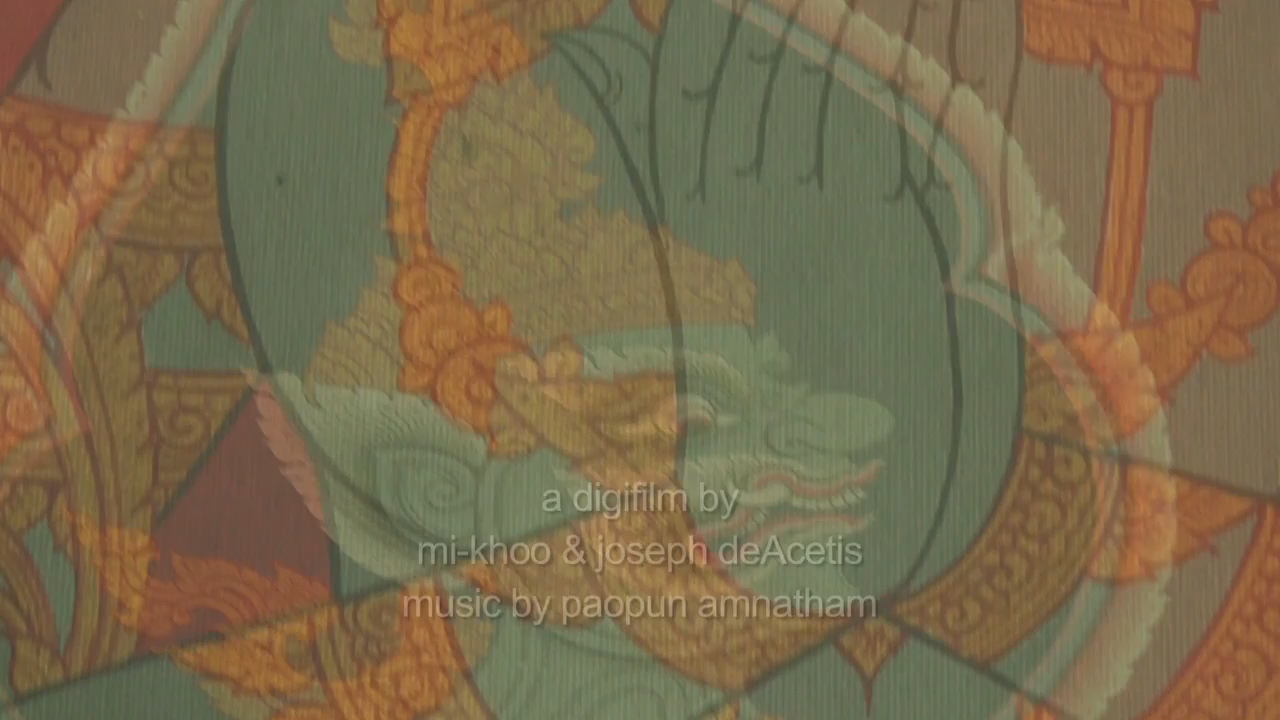 a digifilm by
mi-khoo & joseph deAcetis
music by paopun amnatham